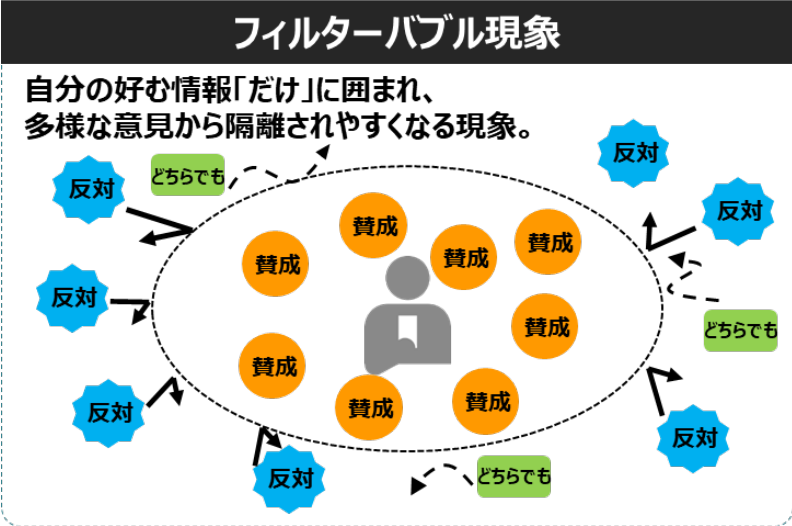 フィルターバブル現象
自分の好む情報「だけ」に囲まれ、
多様な意見から隔離されやすくなる現象。
反対
どちらでも
反対
反対
賛成
賛成
賛成
賛成
反対
賛成
どちらでも
賛成
賛成
賛成
反対
反対
反対
どちらでも